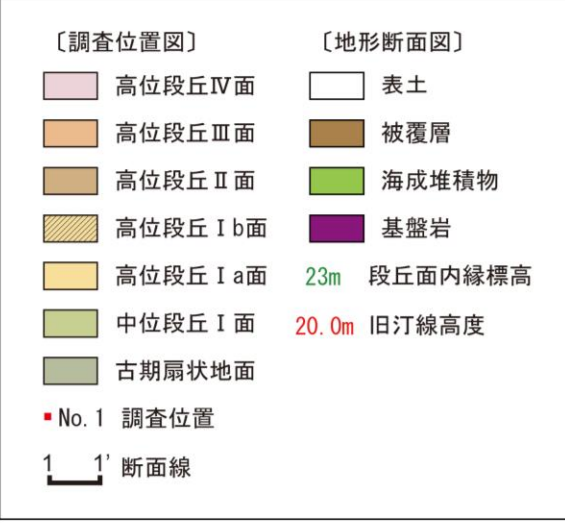 〔調査位置図〕
高位段丘Ⅳ面
高位段丘Ⅲ面
高位段丘Ⅱ面
高位段丘Ⅰb面
高位段丘Ⅰa面
中位段丘Ⅰ面
古期扇状地面
No. 1 調査位置
1 1' 断面線
〔地形断面図〕
表土
被覆層
海成堆積物
基盤岩
23m 段丘面内縁標高
20.0m 旧汀線高度